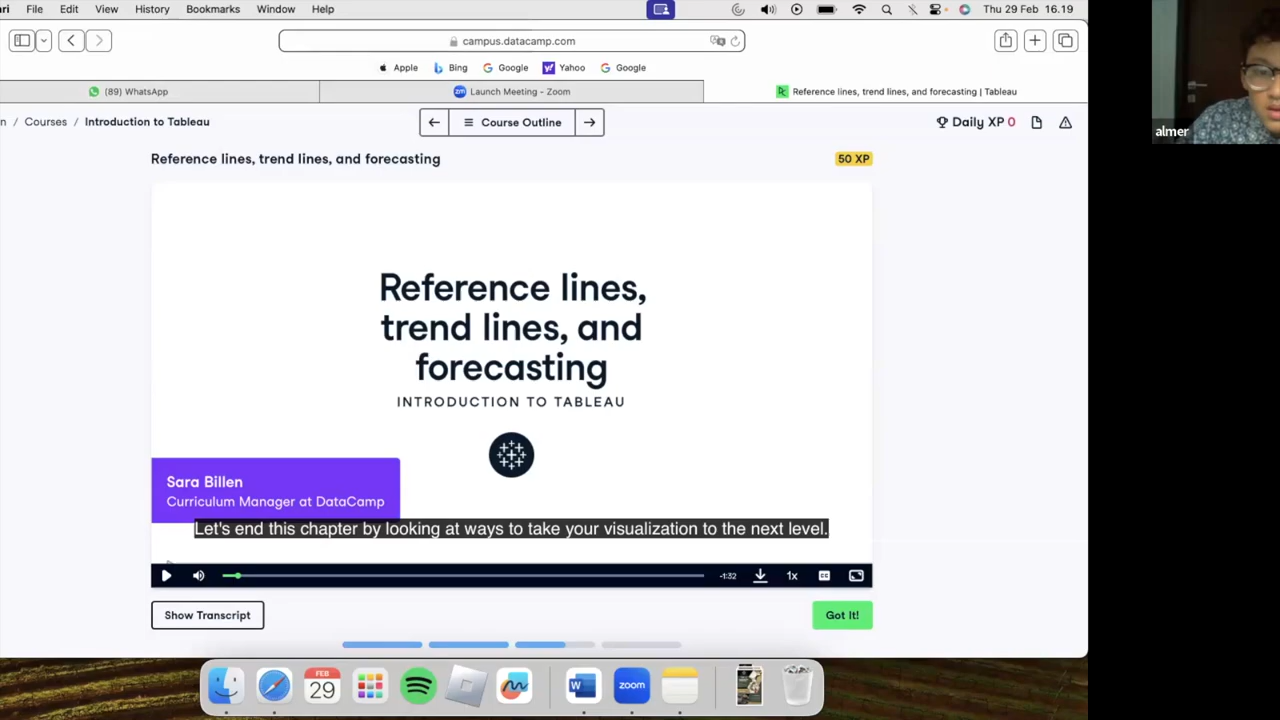 ari File Edit View History Bookmarks Window Help Thu 29 Feb 16.19
campus.datacamp.com
Apple Bing Google Yahoo Google
(89) WhatsApp Launch Meeting - Zoom Reference lines, trend lines, and forecasting | Tableau
n / Courses / Introduction to Tableau Course Outline Daily XP 0
Reference lines, trend lines, and forecasting 50 XP
Reference lines,
trend lines, and
forecasting
INTRODUCTION TO TABLEAU
Sara Billen
Curriculum Manager at DataCamp
Let's end this chapter by looking at ways to take your visualization to the next level.
-1:32 1x CC
Show Transcript Got It!
FEB
29
W zoom
almer